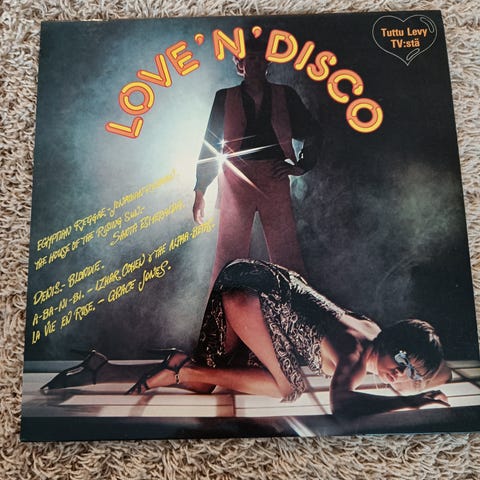 LOVE'N'DISCO
Tuttu Levy
TV:stä
EGYPTIAN REGGAE - JONATHAN RICHMAN.
THE HOUSE OF THE RISING SUN. -
SANTA ESMERALDA.
DENIS - BLONDIE.
A-BA-NI-BI. - IZHAR COHEN & THE ALPHA-BETA.
LA VIE EN ROSE. - GRACE JONES.